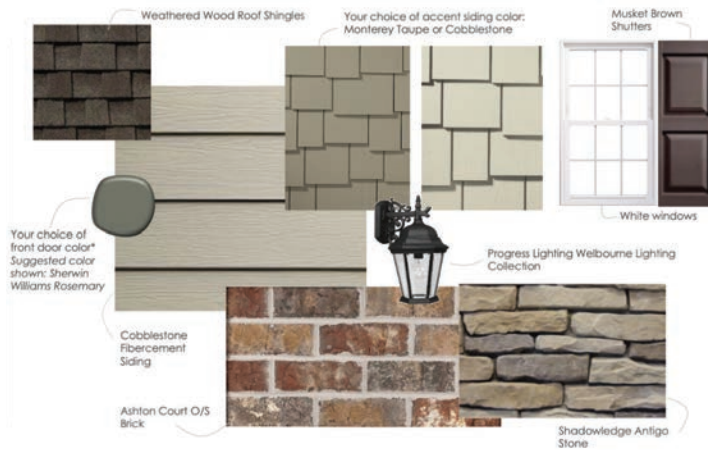 Weathered Wood Roof Shingles
Your choice of accent siding color:
Monterey Taupe or Cobblestone
Musket Brown
Shutters
White windows
Your choice of
front door color*
Suggested color
shown: Sherwin
Williams Rosemary
Progress Lighting Welbourne Lighting
Collection
Cobblestone
Fibercement
Siding
Ashton Court O/S
Brick
Shadowledge Antigo
Stone